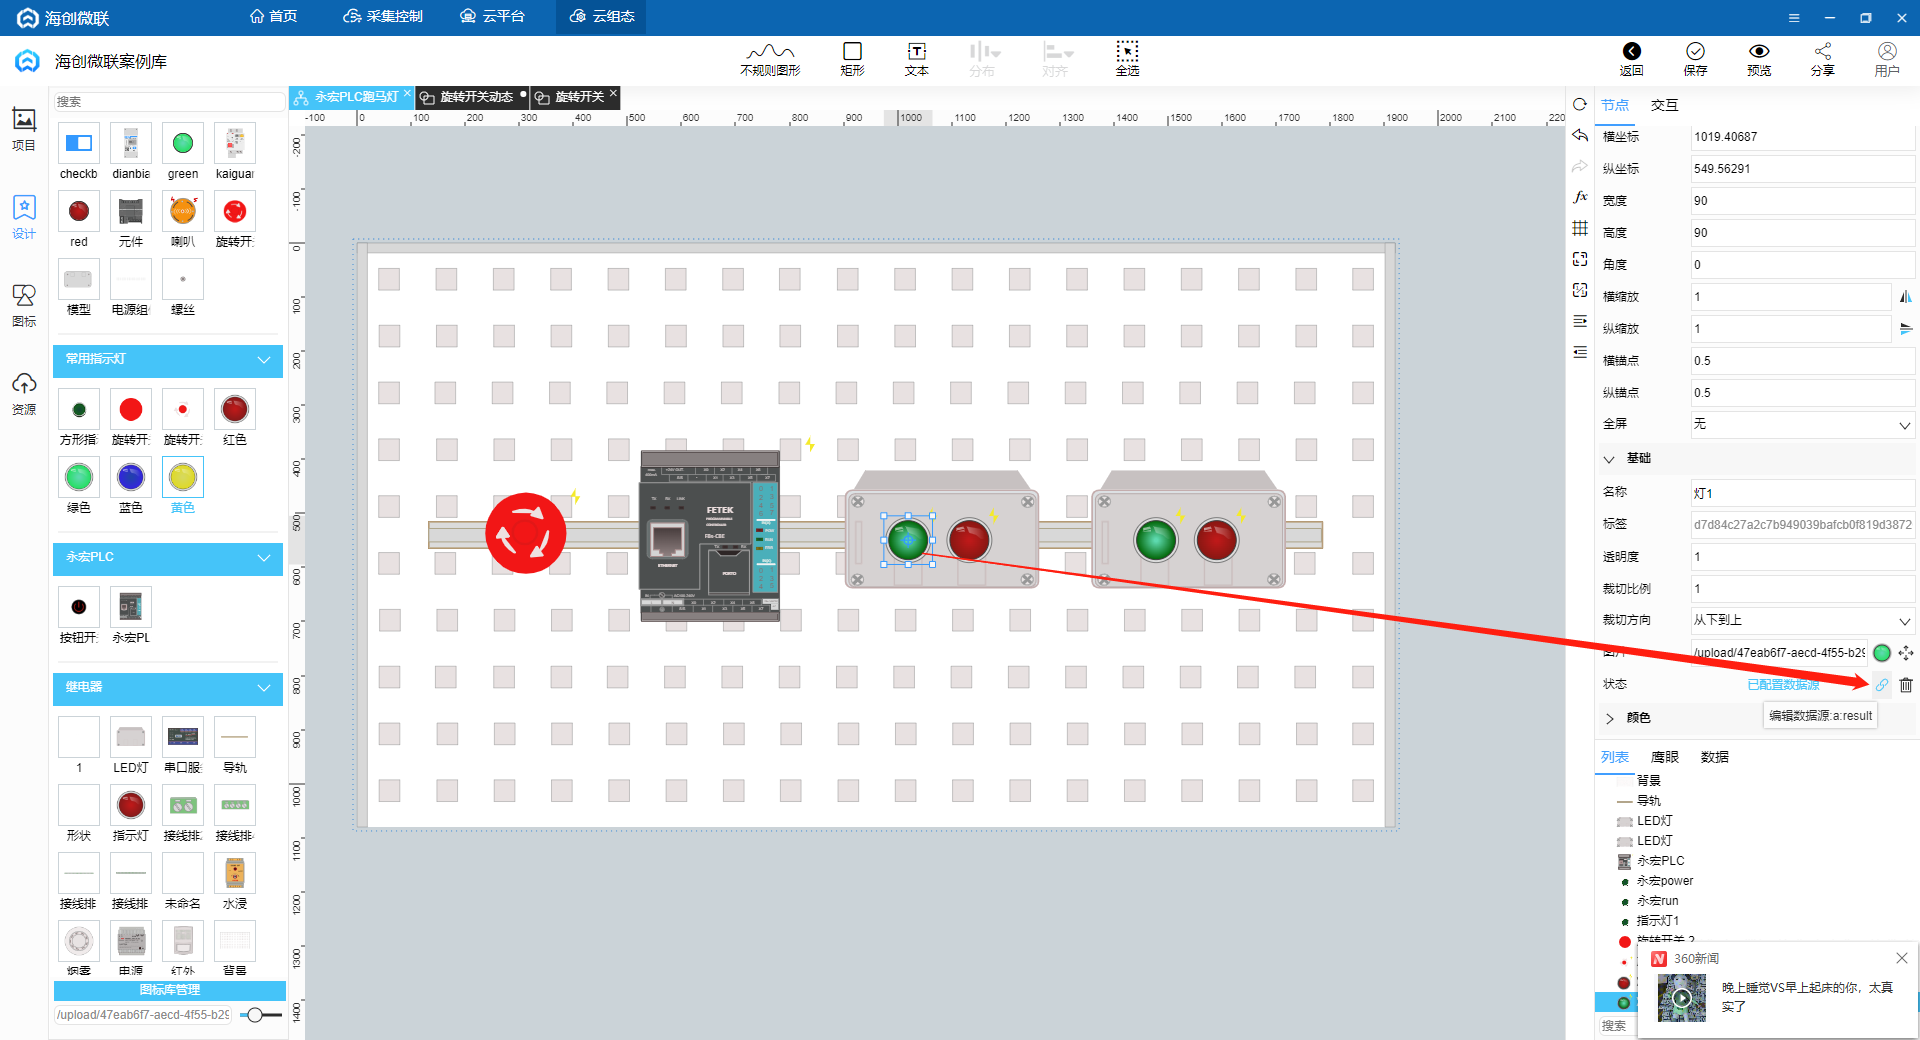 海创微联
首页
采集控制
云平台
云组态
海创微联案例库
不规则图形
矩形
文本
分布
对齐
全选
返回
保存
预览
分享
用户
项目
设计
图标
资源
搜索
checkb
dianbia
green
kaiguar
red
元件
喇叭
旋转开
模型
电源组
螺丝
常用指示灯
方形指
旋转开
旋转开
红色
绿色
蓝色
黄色
永宏PLC
按钮开
永宏PL
继电器
1
LED灯
串口服
导轨
形状
指示灯
接线排
接线排
接线排
接线排
未命名
水浸
烟雾
电源
红外
背景
图标库管理
/upload/47eab6f7-aecd-4f55-b29
永宏PLC跑马灯
旋转开关动态
旋转开关
-100
0
100
200
300
400
500
600
700
800
900
1000
1100
1200
1300
1400
1500
1600
1700
1800
1900
2000
2100
220
-200
-100
0
100
200
300
400
500
600
700
800
900
1000
1100
1200
1300
1400
FETEK
FBs-CBE
ETHERNET
PORT2
节点
交互
横坐标
1019.40687
纵坐标
549.56291
宽度
90
高度
90
角度
0
横缩放
1
纵缩放
1
横锚点
0.5
纵锚点
0.5
全屏
无
基础
名称
灯1
标签
d7d84c27a2c7b949039bafcb0f819d3872
透明度
1
裁切比例
1
裁切方向
从下到上
图片
/upload/47eab6f7-aecd-4f55-b29
状态
已配置数据源
编辑数据源:a:result
颜色
列表
鹰眼
数据
背景
导轨
LED灯
LED灯
永宏PLC
永宏power
永宏run
指示灯1
旋转开关 2
搜索
360新闻
晚上睡觉VS早上起床的你，太真
实了